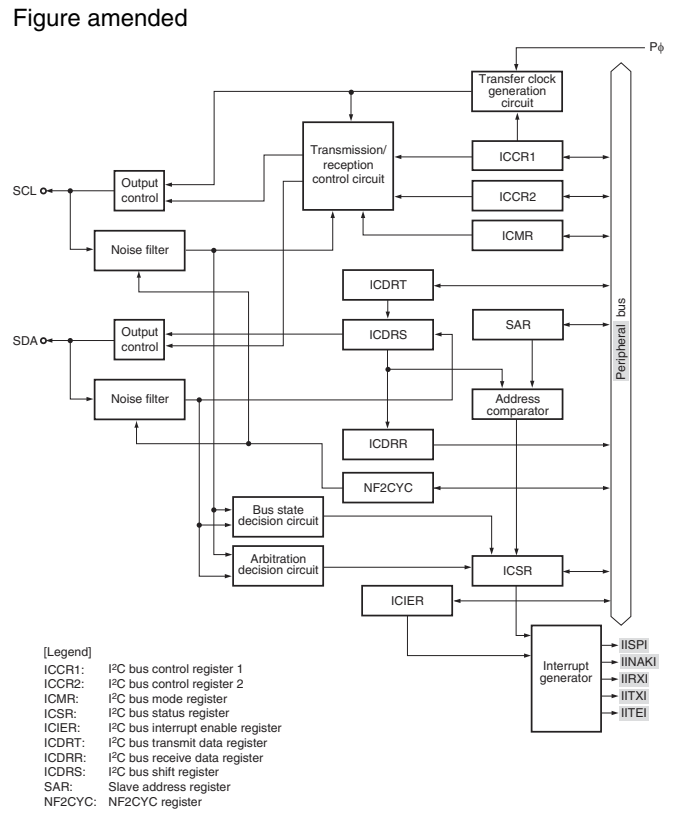 Figure amended
Pϕ
Transfer clock
generation
circuit
Transmission/
reception
control circuit
ICCR1
SCL
Output
control
ICCR2
ICMR
Noise filter
ICDRT
Peripheral bus
SDA
Output
control
ICDRS
SAR
Noise filter
Address
comparator
ICDRR
NF2CYC
Bus state
decision circuit
Arbitration
decision circuit
ICSR
ICIER
Interrupt
generator
IISPI
IINAKI
IIRXI
IITXI
IITEI
[Legend]
ICCR1: I²C bus control register 1
ICCR2: I²C bus control register 2
ICMR: I²C bus mode register
ICSR: I²C bus status register
ICIER: I²C bus interrupt enable register
ICDRT: I²C bus transmit data register
ICDRR: I²C bus receive data register
ICDRS: I²C bus shift register
SAR: Slave address register
NF2CYC: NF2CYC register